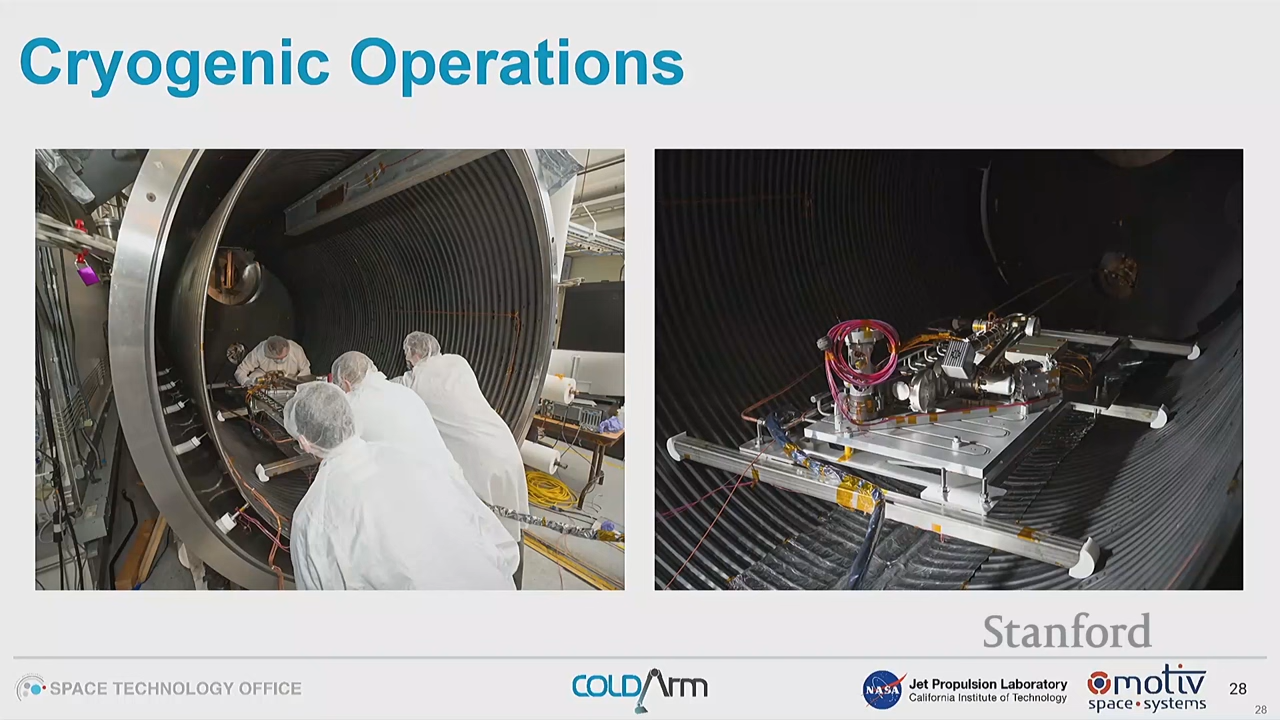 Cryogenic Operations
Stanford
SPACE TECHNOLOGY OFFICE
COLDArm
NASA
Jet Propulsion Laboratory
California Institute of Technology
motiv
space•systems
28
28